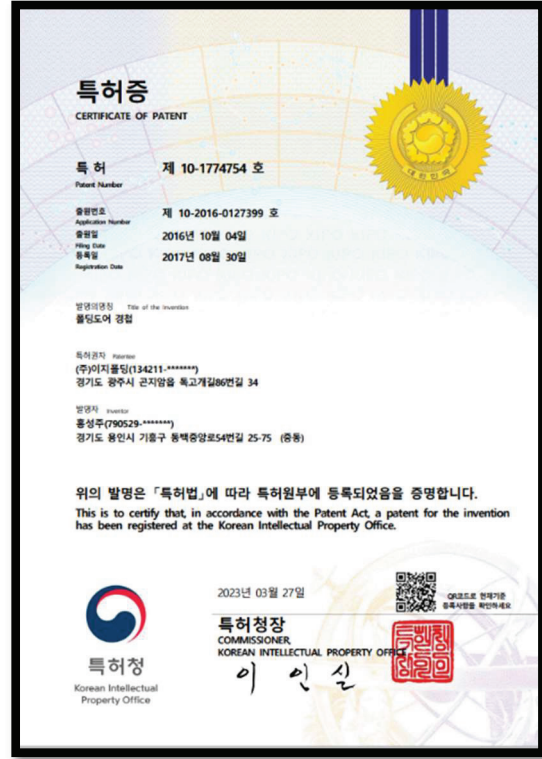 특허증
CERTIFICATE OF PATENT
대한민국
특 허 제 10-1774754 호
Patent Number
출원번호 제 10-2016-0127399 호
Application Number
출원일 2016년 10월 04일
Filing Date
등록일 2017년 08월 30일
Registration Date
발명의명칭 Title of the Invention
폴딩도어 경첩
특허권자 Patentee
(주)이지폴딩(134211-*******)
경기도 광주시 곤지암읍 독고개길86번길 34
발명자 Inventor
홍성주(790529-*******)
경기도 용인시 기흥구 동백중앙로54번길 25-75 (중동)
위의 발명은 「특허법」에 따라 특허원부에 등록되었음을 증명합니다.
This is to certify that, in accordance with the Patent Act, a patent for the invention
has been registered at the Korean Intellectual Property Office.
2023년 03월 27일
QR코드로 현재기준
등록사항을 확인하세요
특허청장
COMMISSIONER,
KOREAN INTELLECTUAL PROPERTY OFFICE
이 인 실
특허청
Korean Intellectual
Property Office